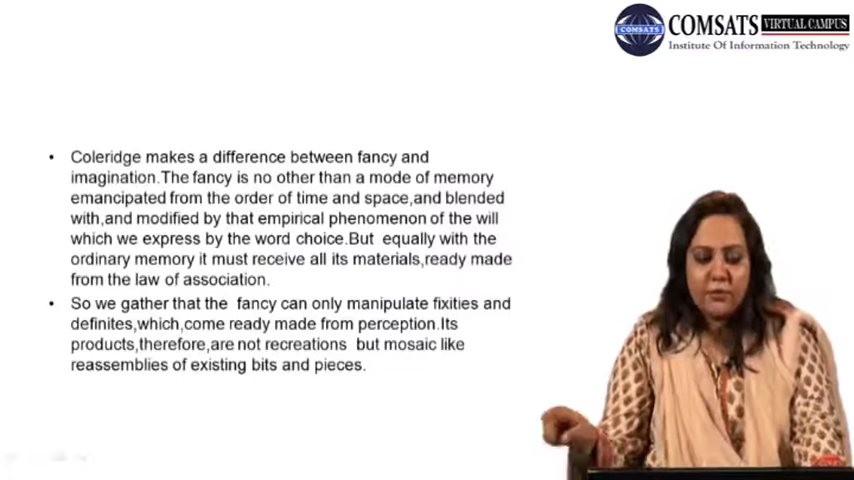 COMSATS VIRTUAL CAMPUS
Institute Of Information Technology
COMSATS
• Coleridge makes a difference between fancy and
imagination.The fancy is no other than a mode of memory
emancipated from the order of time and space,and blended
with,and modified by that empirical phenomenon of the will
which we express by the word choice.But equally with the
ordinary memory it must receive all its materials,ready made
from the law of association.
• So we gather that the fancy can only manipulate fixities and
definites,which,come ready made from perception.Its
products,therefore,are not recreations but mosaic like
reassemblies of existing bits and pieces.